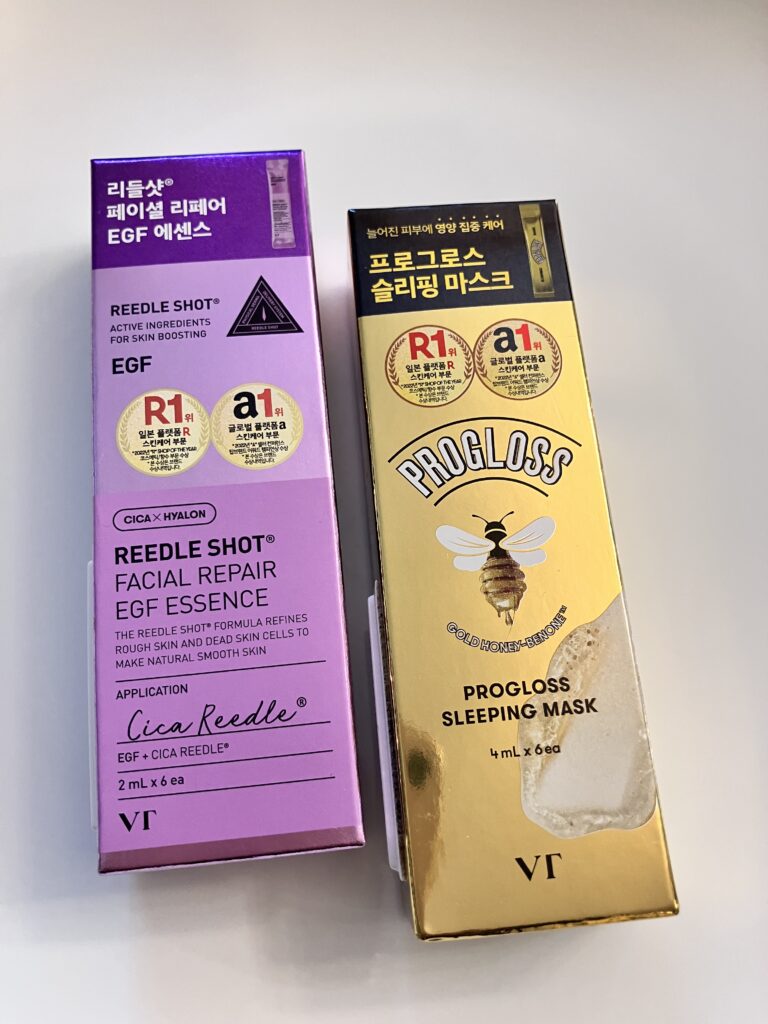 리들샷®
페이셜 리페어
EGF 에센스
REEDLE SHOT®
ACTIVE INGREDIENTS
FOR SKIN BOOSTING
REEDLE SHOT
EGF
R1위
일본 플랫폼 R
스킨케어 부문
a1위
글로벌 플랫폼 a
스킨케어 부문
CICA × HYALON
REEDLE SHOT®
FACIAL REPAIR
EGF ESSENCE
THE REEDLE SHOT® FORMULA REFINES
ROUGH SKIN AND DEAD SKIN CELLS TO
MAKE NATURAL SMOOTH SKIN
APPLICATION
Cica Reedle®
EGF + CICA REEDLE®
2 mL x 6 ea
VT
늘어진 피부에 영양 집중 케어
프로그로스
슬리핑 마스크
R1위
일본 플랫폼 R
스킨케어 부문
a1위
글로벌 플랫폼 a
스킨케어 부문
PROGLOSS
GOLD HONEY-BENONE™
PROGLOSS
SLEEPING MASK
4 mL x 6 ea
VT